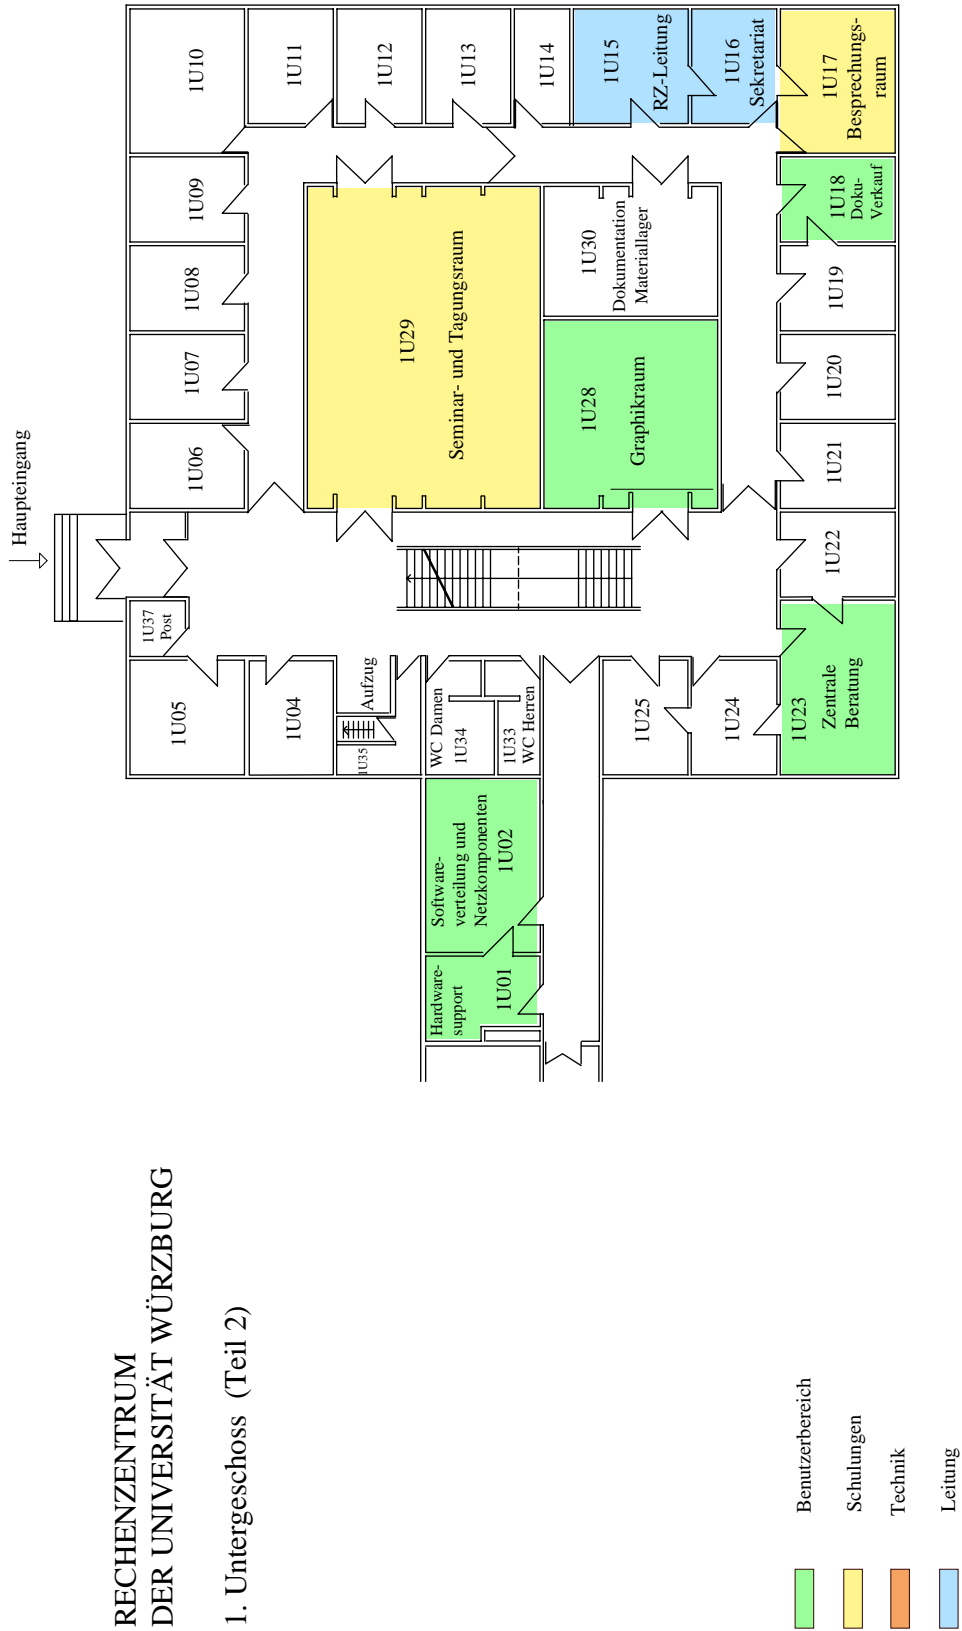 RECHENZENTRUM
DER UNIVERSITÄT WÜRZBURG
1. Untergeschoss (Teil 2)
Haupteingang
1U10
1U11
1U12
1U13
1U14
1U15
RZ-Leitung
1U16
Sekretariat
1U17
Besprechungs-
raum
1U09
1U08
1U07
1U06
1U29
Seminar- und Tagungsraum
1U30
Dokumentation
Materiallager
1U28
Graphikraum
1U18
Doku-
Verkauf
1U19
1U20
1U21
1U22
1U37
Post
1U05
1U04
Aufzug
1U35
WC Damen
1U34
1U33
WC Herren
1U25
1U24
1U23
Zentrale
Beratung
Software-
verteilung und
Netzkomponenten
1U02
Hardware-
support
1U01
Benutzerbereich
Schulungen
Technik
Leitung